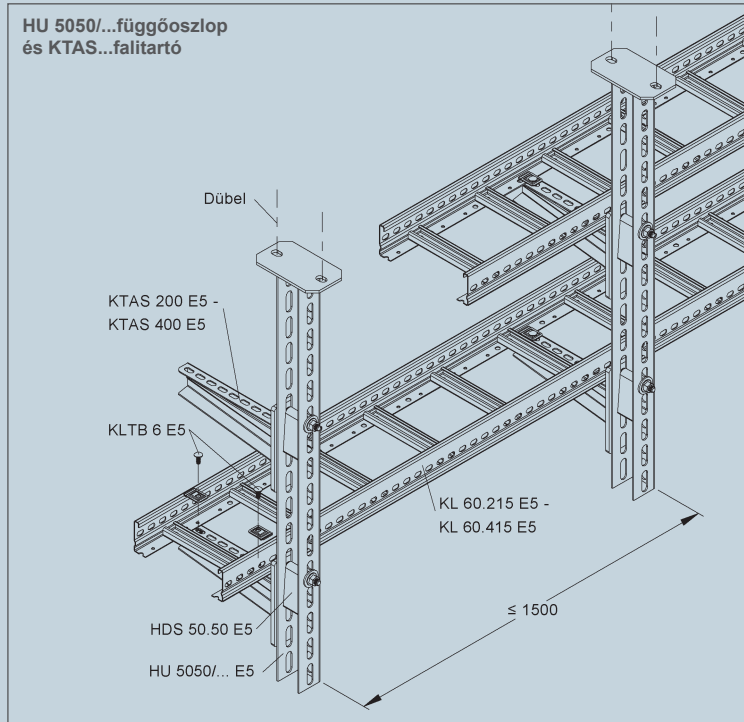 HU 5050/...függőoszlop
és KTAS...falitartó
Dübel
KTAS 200 E5 -
KTAS 400 E5
KLTB 6 E5
KL 60.215 E5 -
KL 60.415 E5
≤ 1500
HDS 50.50 E5
HU 5050/... E5